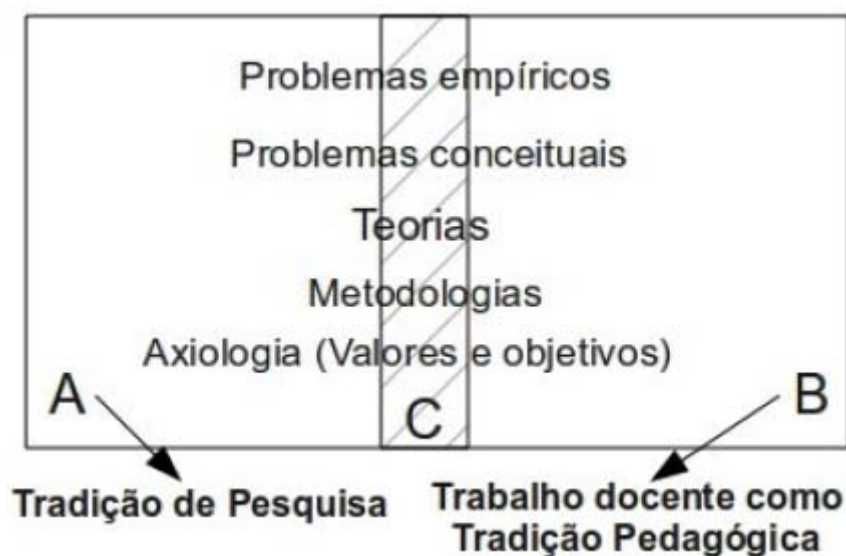 Problemas empíricos
Problemas conceituais
Teorias
Metodologias
Axiologia (Valores e objetivos)
A
C
B
Tradição de Pesquisa
Trabalho docente como
Tradição Pedagógica